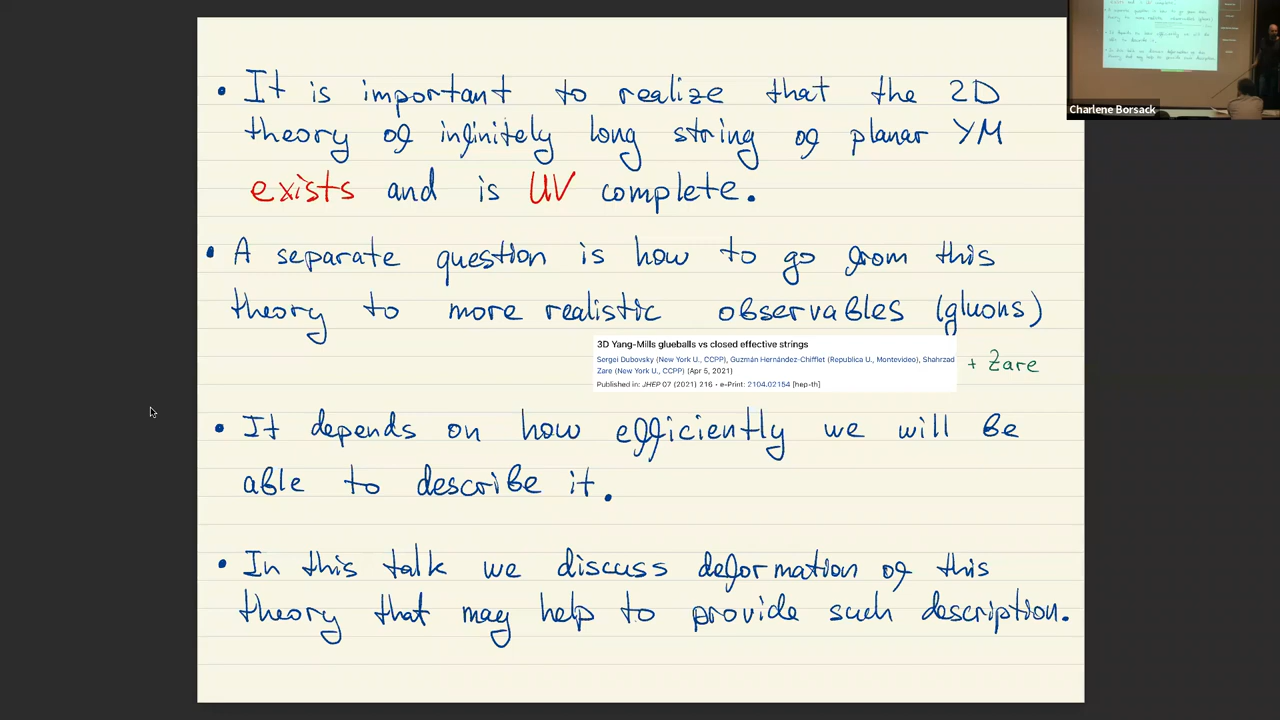 • It is important to realize that the 2D
theory of infinitely long string of planar YM
exists and is UV complete.
• A separate question is how to go from this
theory to more realistic observables (gluons)
3D Yang-Mills glueballs vs closed effective strings
Sergei Dubovsky (New York U., CCPP), Guzmán Hernández-Chifflet (Republica U., Montevideo), Shahrzad
Zare (New York U., CCPP) (Apr 5, 2021)
Published in: JHEP 07 (2021) 216 • e-Print: 2104.02154 [hep-th]
+ Zare
• It depends on how efficiently we will be
able to describe it.
• In this talk we discuss deformation of this
theory that may help to provide such description.
Charlene Borsack